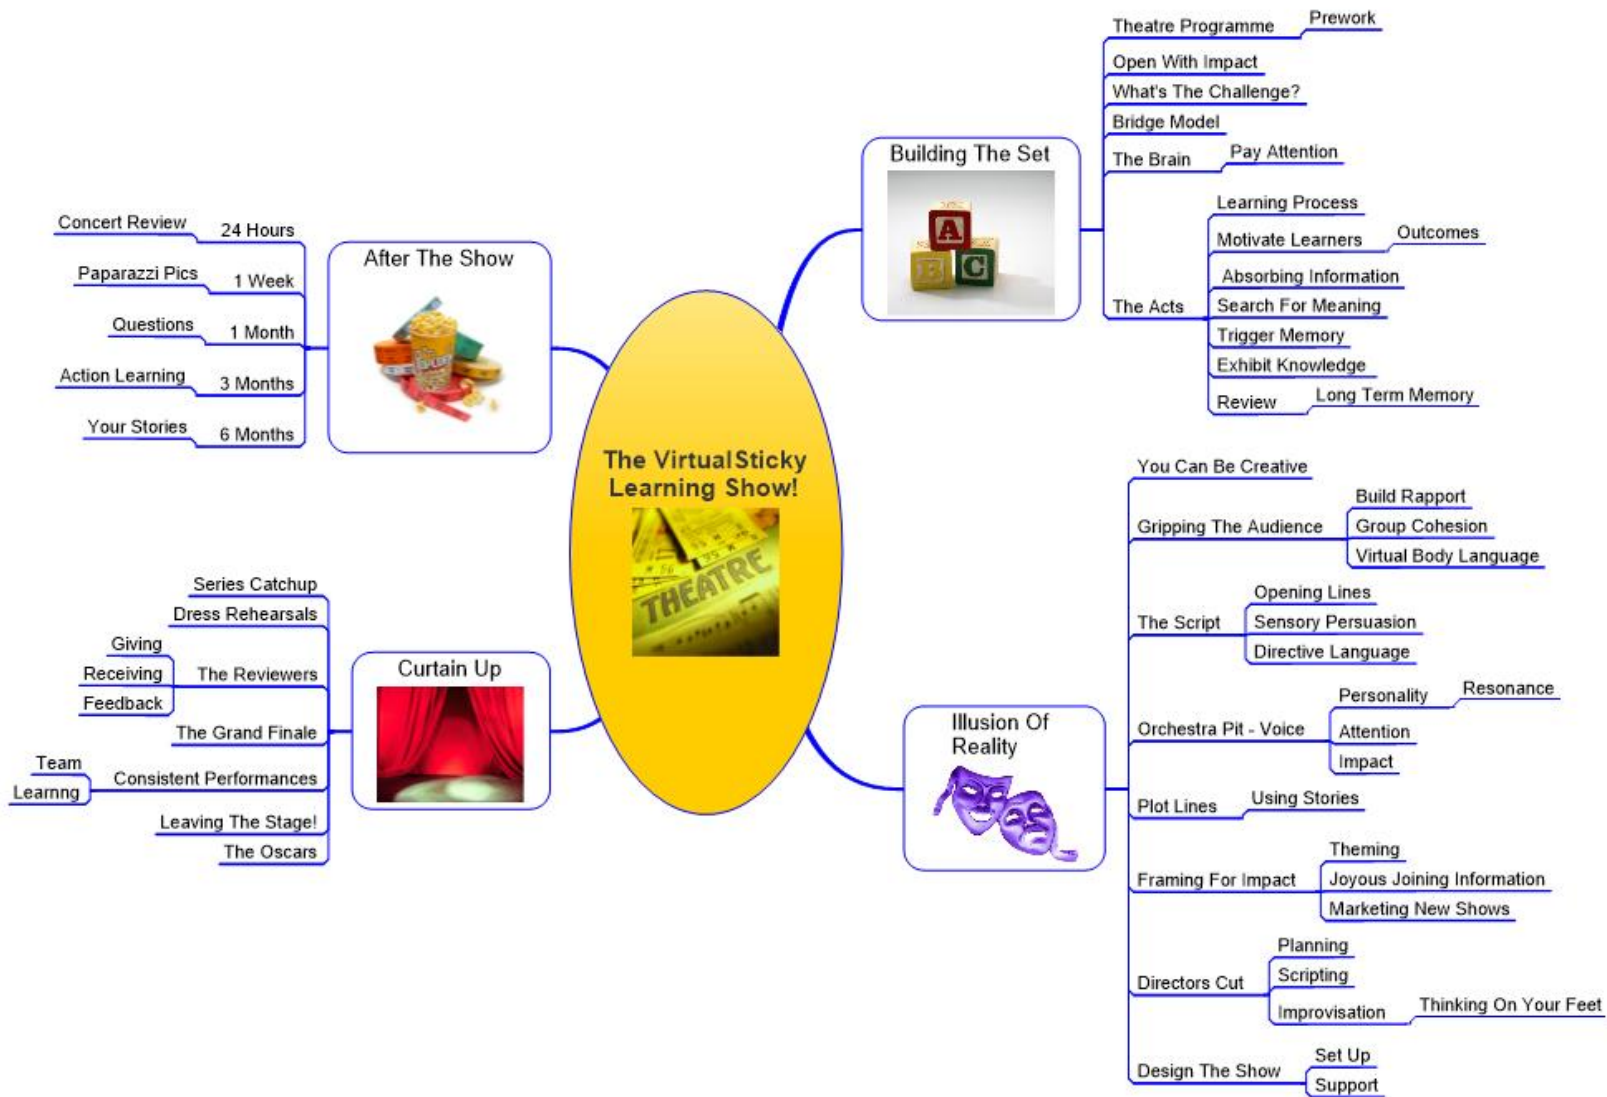 The VirtualSticky
Learning Show!
THEATRE
Building The Set
A
B
C
Theatre Programme
Prework
Open With Impact
What's The Challenge?
Bridge Model
The Brain
Pay Attention
The Acts
Learning Process
Motivate Learners
Outcomes
Absorbing Information
Search For Meaning
Trigger Memory
Exhibit Knowledge
Review
Long Term Memory
Illusion Of
Reality
You Can Be Creative
Gripping The Audience
Build Rapport
Group Cohesion
Virtual Body Language
The Script
Opening Lines
Sensory Persuasion
Directive Language
Orchestra Pit - Voice
Personality
Resonance
Attention
Impact
Plot Lines
Using Stories
Framing For Impact
Theming
Joyous Joining Information
Marketing New Shows
Directors Cut
Planning
Scripting
Improvisation
Thinking On Your Feet
Design The Show
Set Up
Support
Curtain Up
Series Catchup
Dress Rehearsals
The Reviewers
Giving
Receiving
Feedback
The Grand Finale
Consistent Performances
Team
Learnng
Leaving The Stage!
The Oscars
After The Show
24 Hours
Concert Review
1 Week
Paparazzi Pics
1 Month
Questions
3 Months
Action Learning
6 Months
Your Stories